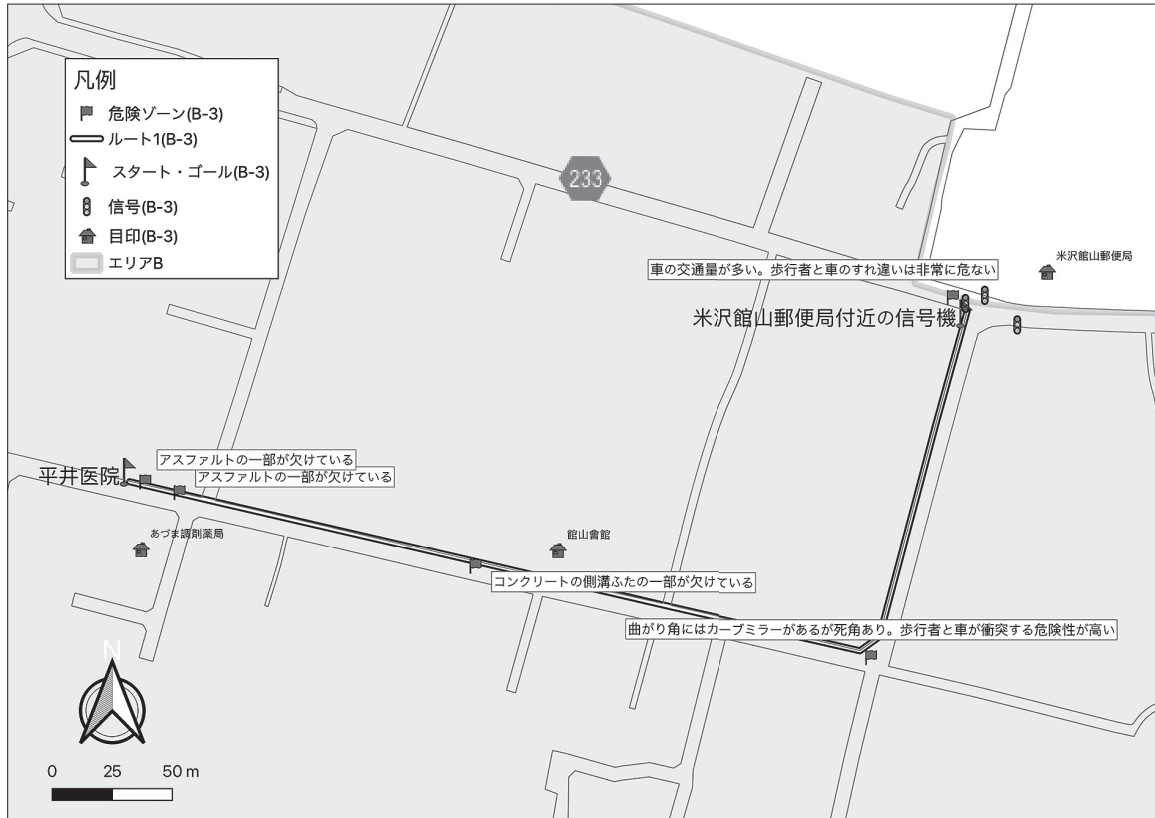 凡例
危険ゾーン(B-3)
ルート1(B-3)
スタート・ゴール(B-3)
信号(B-3)
目印(B-3)
エリアB
233
米沢館山郵便局
車の交通量が多い。歩行者と車のすれ違いは非常に危ない
米沢館山郵便局付近の信号機
アスファルトの一部が欠けている
平井医院
アスファルトの一部が欠けている
あづま調剤薬局
館山會館
コンクリートの側溝ふたの一部が欠けている
曲がり角にはカーブミラーがあるが死角あり。歩行者と車が衝突する危険性が高い
N
0 25 50 m